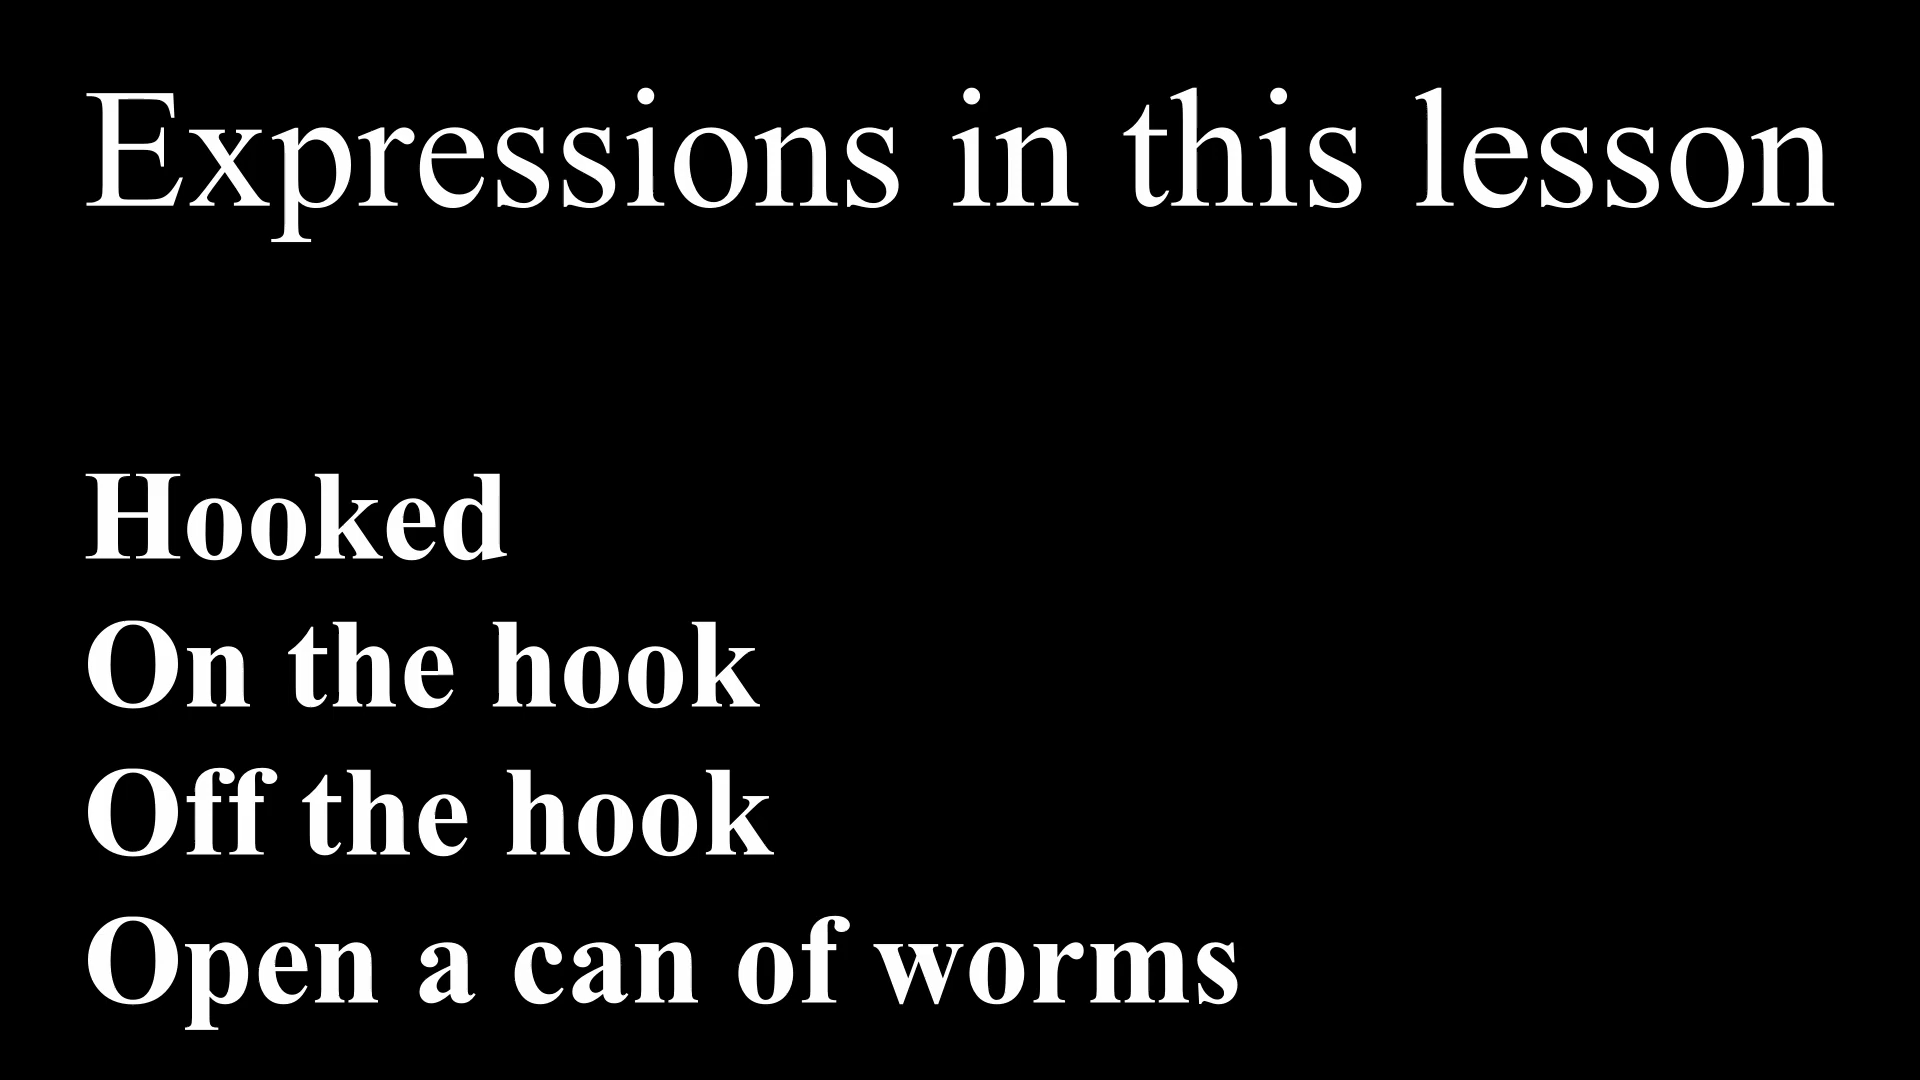 Expressions in this lesson
Hooked
On the hook
Off the hook
Open a can of worms